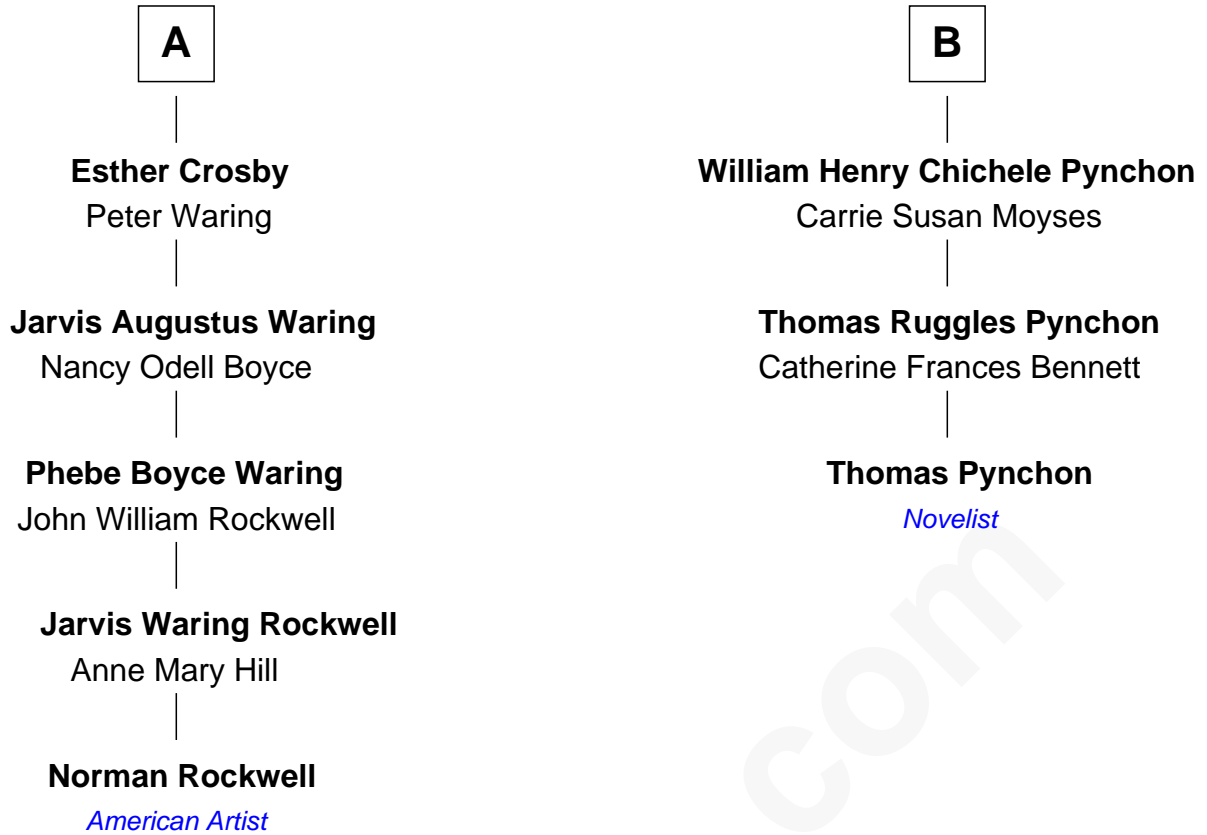 A
Esther Crosby
Peter Waring
Jarvis Augustus Waring
Nancy Odell Boyce
Phebe Boyce Waring
John William Rockwell
Jarvis Waring Rockwell
Anne Mary Hill
Norman Rockwell
American Artist
B
William Henry Chichele Pynchon
Carrie Susan Moyses
Thomas Ruggles Pynchon
Catherine Frances Bennett
Thomas Pynchon
Novelist
com